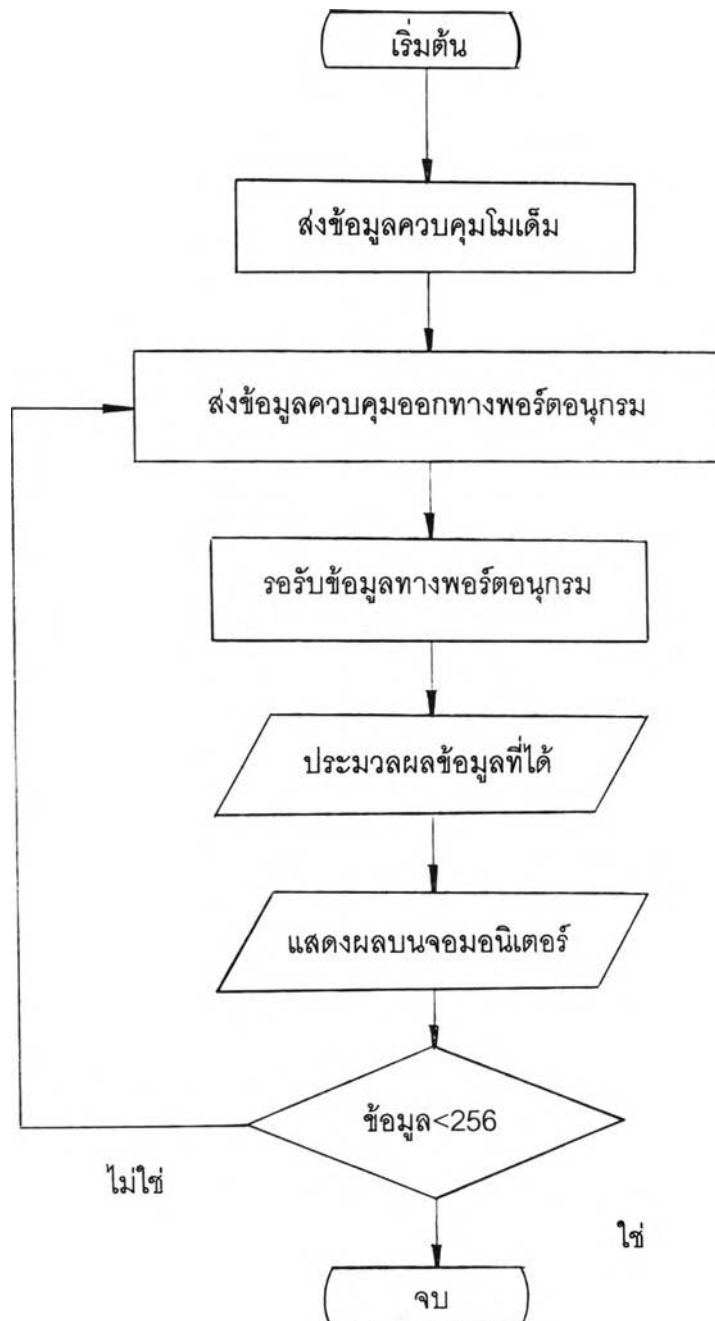 เริ่มต้น
ส่งข้อมูลควบคุมโมเด็ม
ส่งข้อมูลควบคุมออกทางพอร์ตอนุกรม
รอรับข้อมูลทางพอร์ตอนุกรม
ประมวลผลข้อมูลที่ได้
แสดงผลบนจอมอนิเตอร์
ข้อมูล<256
ไม่ใช่
ใช่
จบ